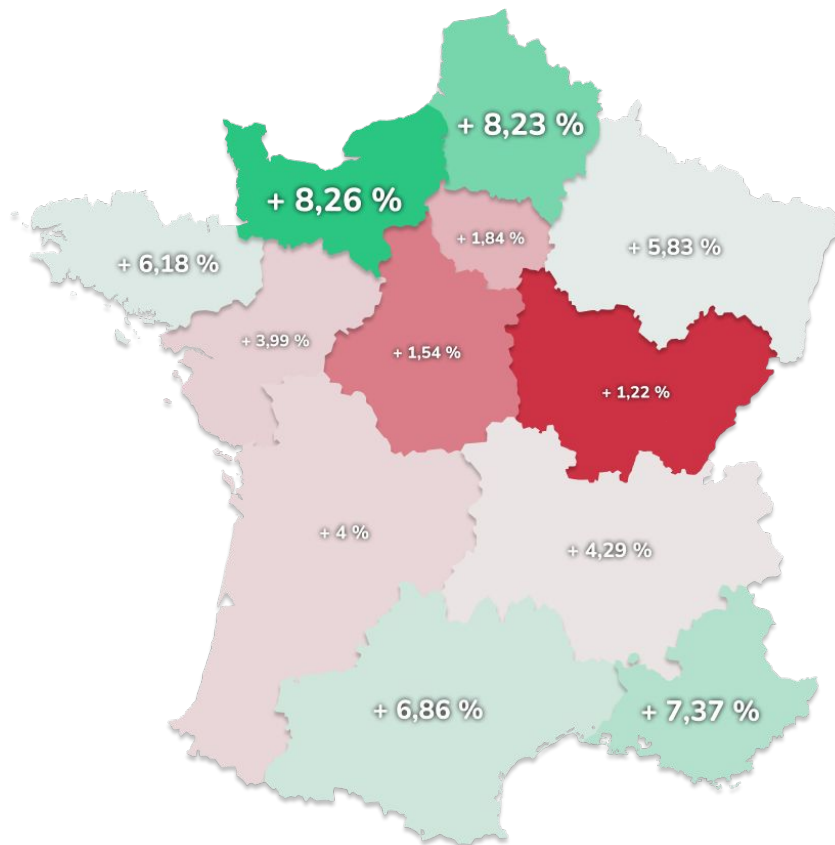 + 8,23 %
+ 8,26 %
+ 1,84 %
+ 5,83 %
+ 6,18 %
+ 3,99 %
+ 1,54 %
+ 1,22 %
+ 4 %
+ 4,29 %
+ 6,86 %
+ 7,37 %